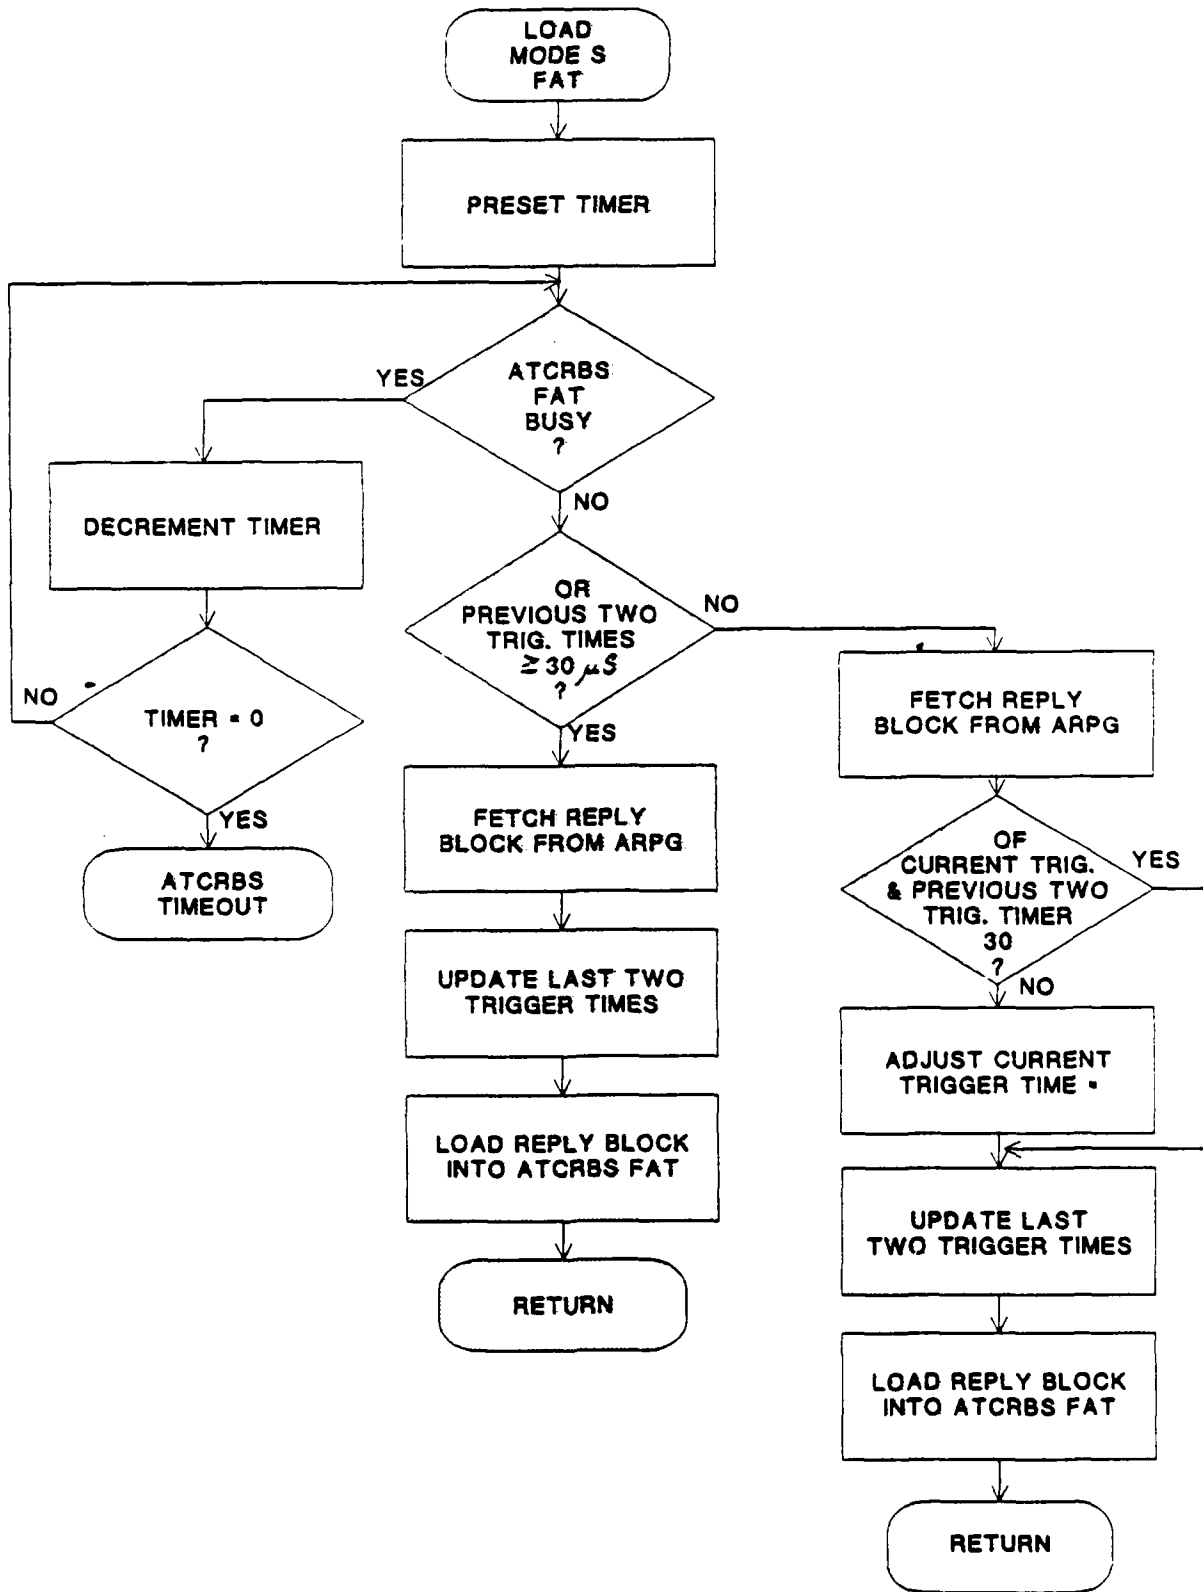 LOAD
MODE S
FAT
PRESET TIMER
ATCRBS
FAT
BUSY
?
YES
NO
DECREMENT TIMER
TIMER = 0
?
NO
YES
ATCRBS
TIMEOUT
OR
PREVIOUS TWO
TRIG. TIMES
≥ 30 μS
?
NO
YES
FETCH REPLY
BLOCK FROM ARPG
UPDATE LAST TWO
TRIGGER TIMES
LOAD REPLY BLOCK
INTO ATCRBS FAT
RETURN
FETCH REPLY
BLOCK FROM ARPG
OF
CURRENT TRIG.
& PREVIOUS TWO
TRIG. TIMER
30
?
YES
NO
ADJUST CURRENT
TRIGGER TIME
UPDATE LAST
TWO TRIGGER TIMES
LOAD REPLY BLOCK
INTO ATCRBS FAT
RETURN